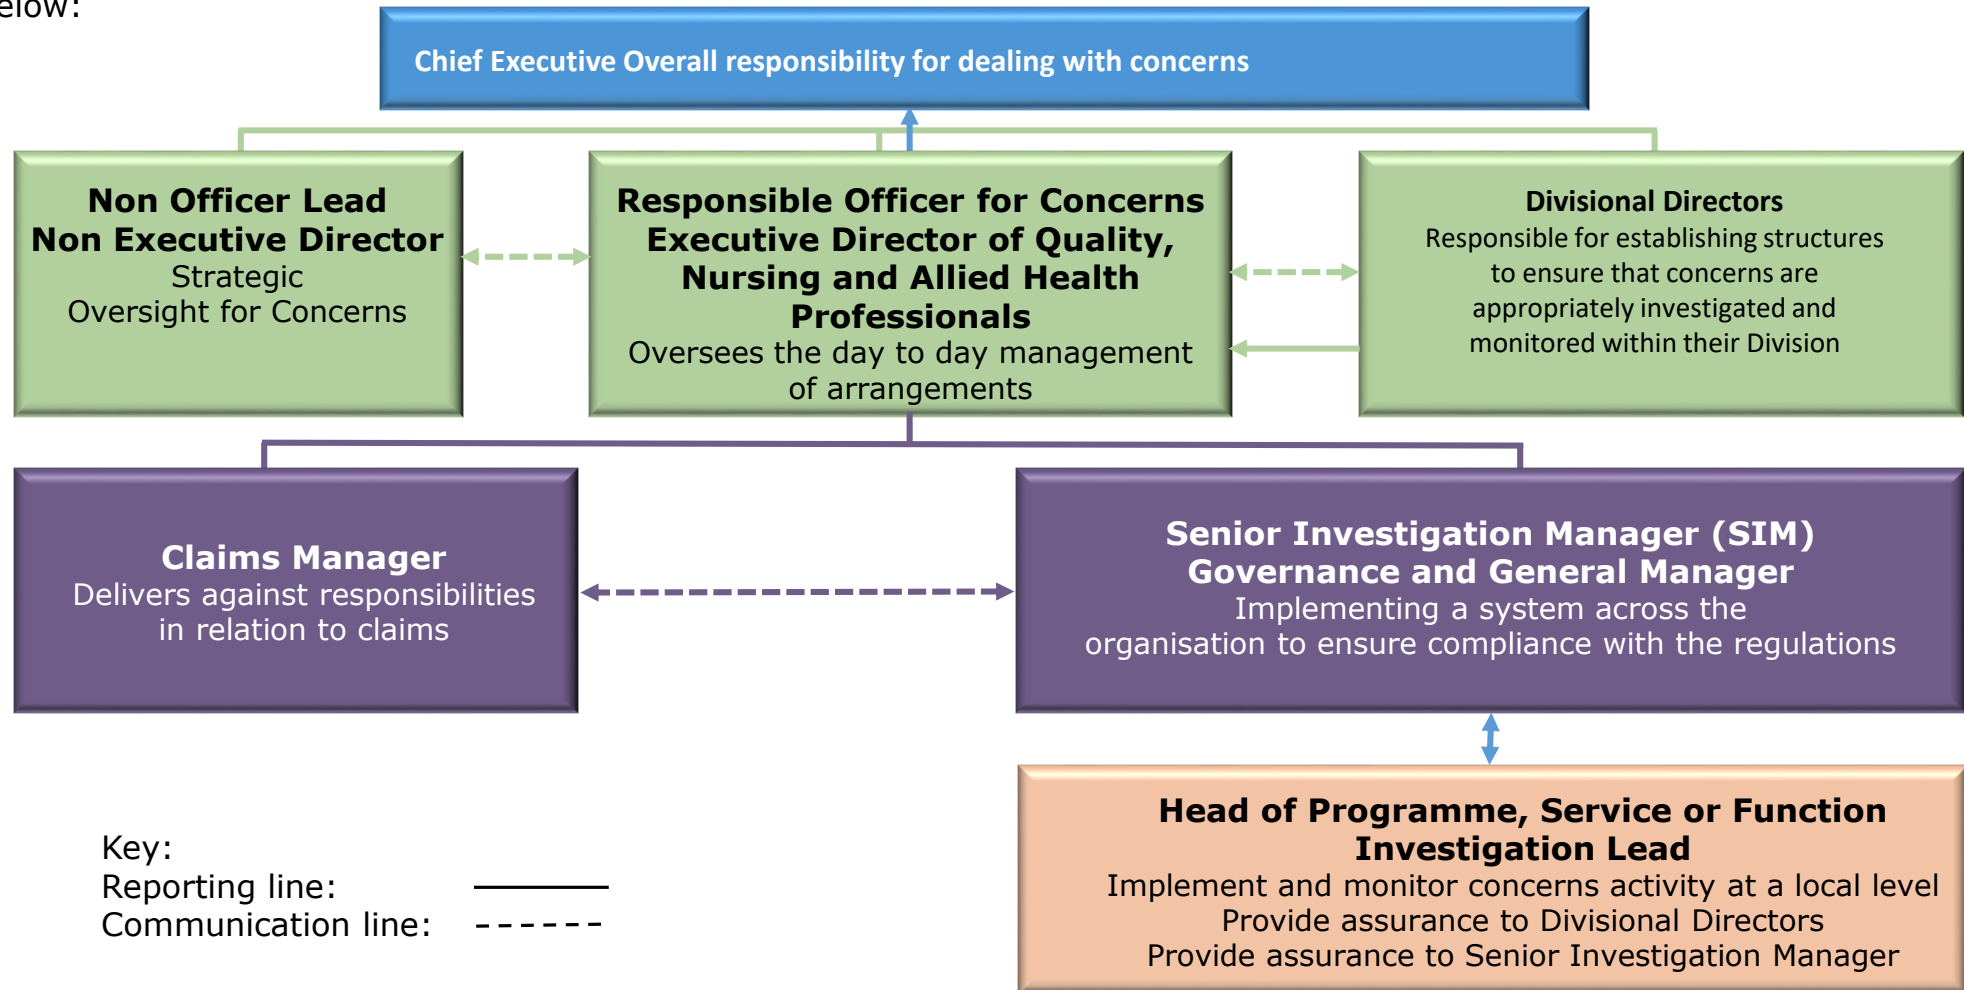 elow:
Chief Executive Overall responsibility for dealing with concerns
Non Officer Lead
Non Executive Director
Strategic
Oversight for Concerns
Responsible Officer for Concerns
Executive Director of Quality,
Nursing and Allied Health
Professionals
Oversees the day to day management
of arrangements
Divisional Directors
Responsible for establishing structures
to ensure that concerns are
appropriately investigated and
monitored within their Division
Claims Manager
Delivers against responsibilities
in relation to claims
Senior Investigation Manager (SIM)
Governance and General Manager
Implementing a system across the
organisation to ensure compliance with the regulations
Head of Programme, Service or Function
Investigation Lead
Implement and monitor concerns activity at a local level
Provide assurance to Divisional Directors
Provide assurance to Senior Investigation Manager
Key:
Reporting line:
Communication line: